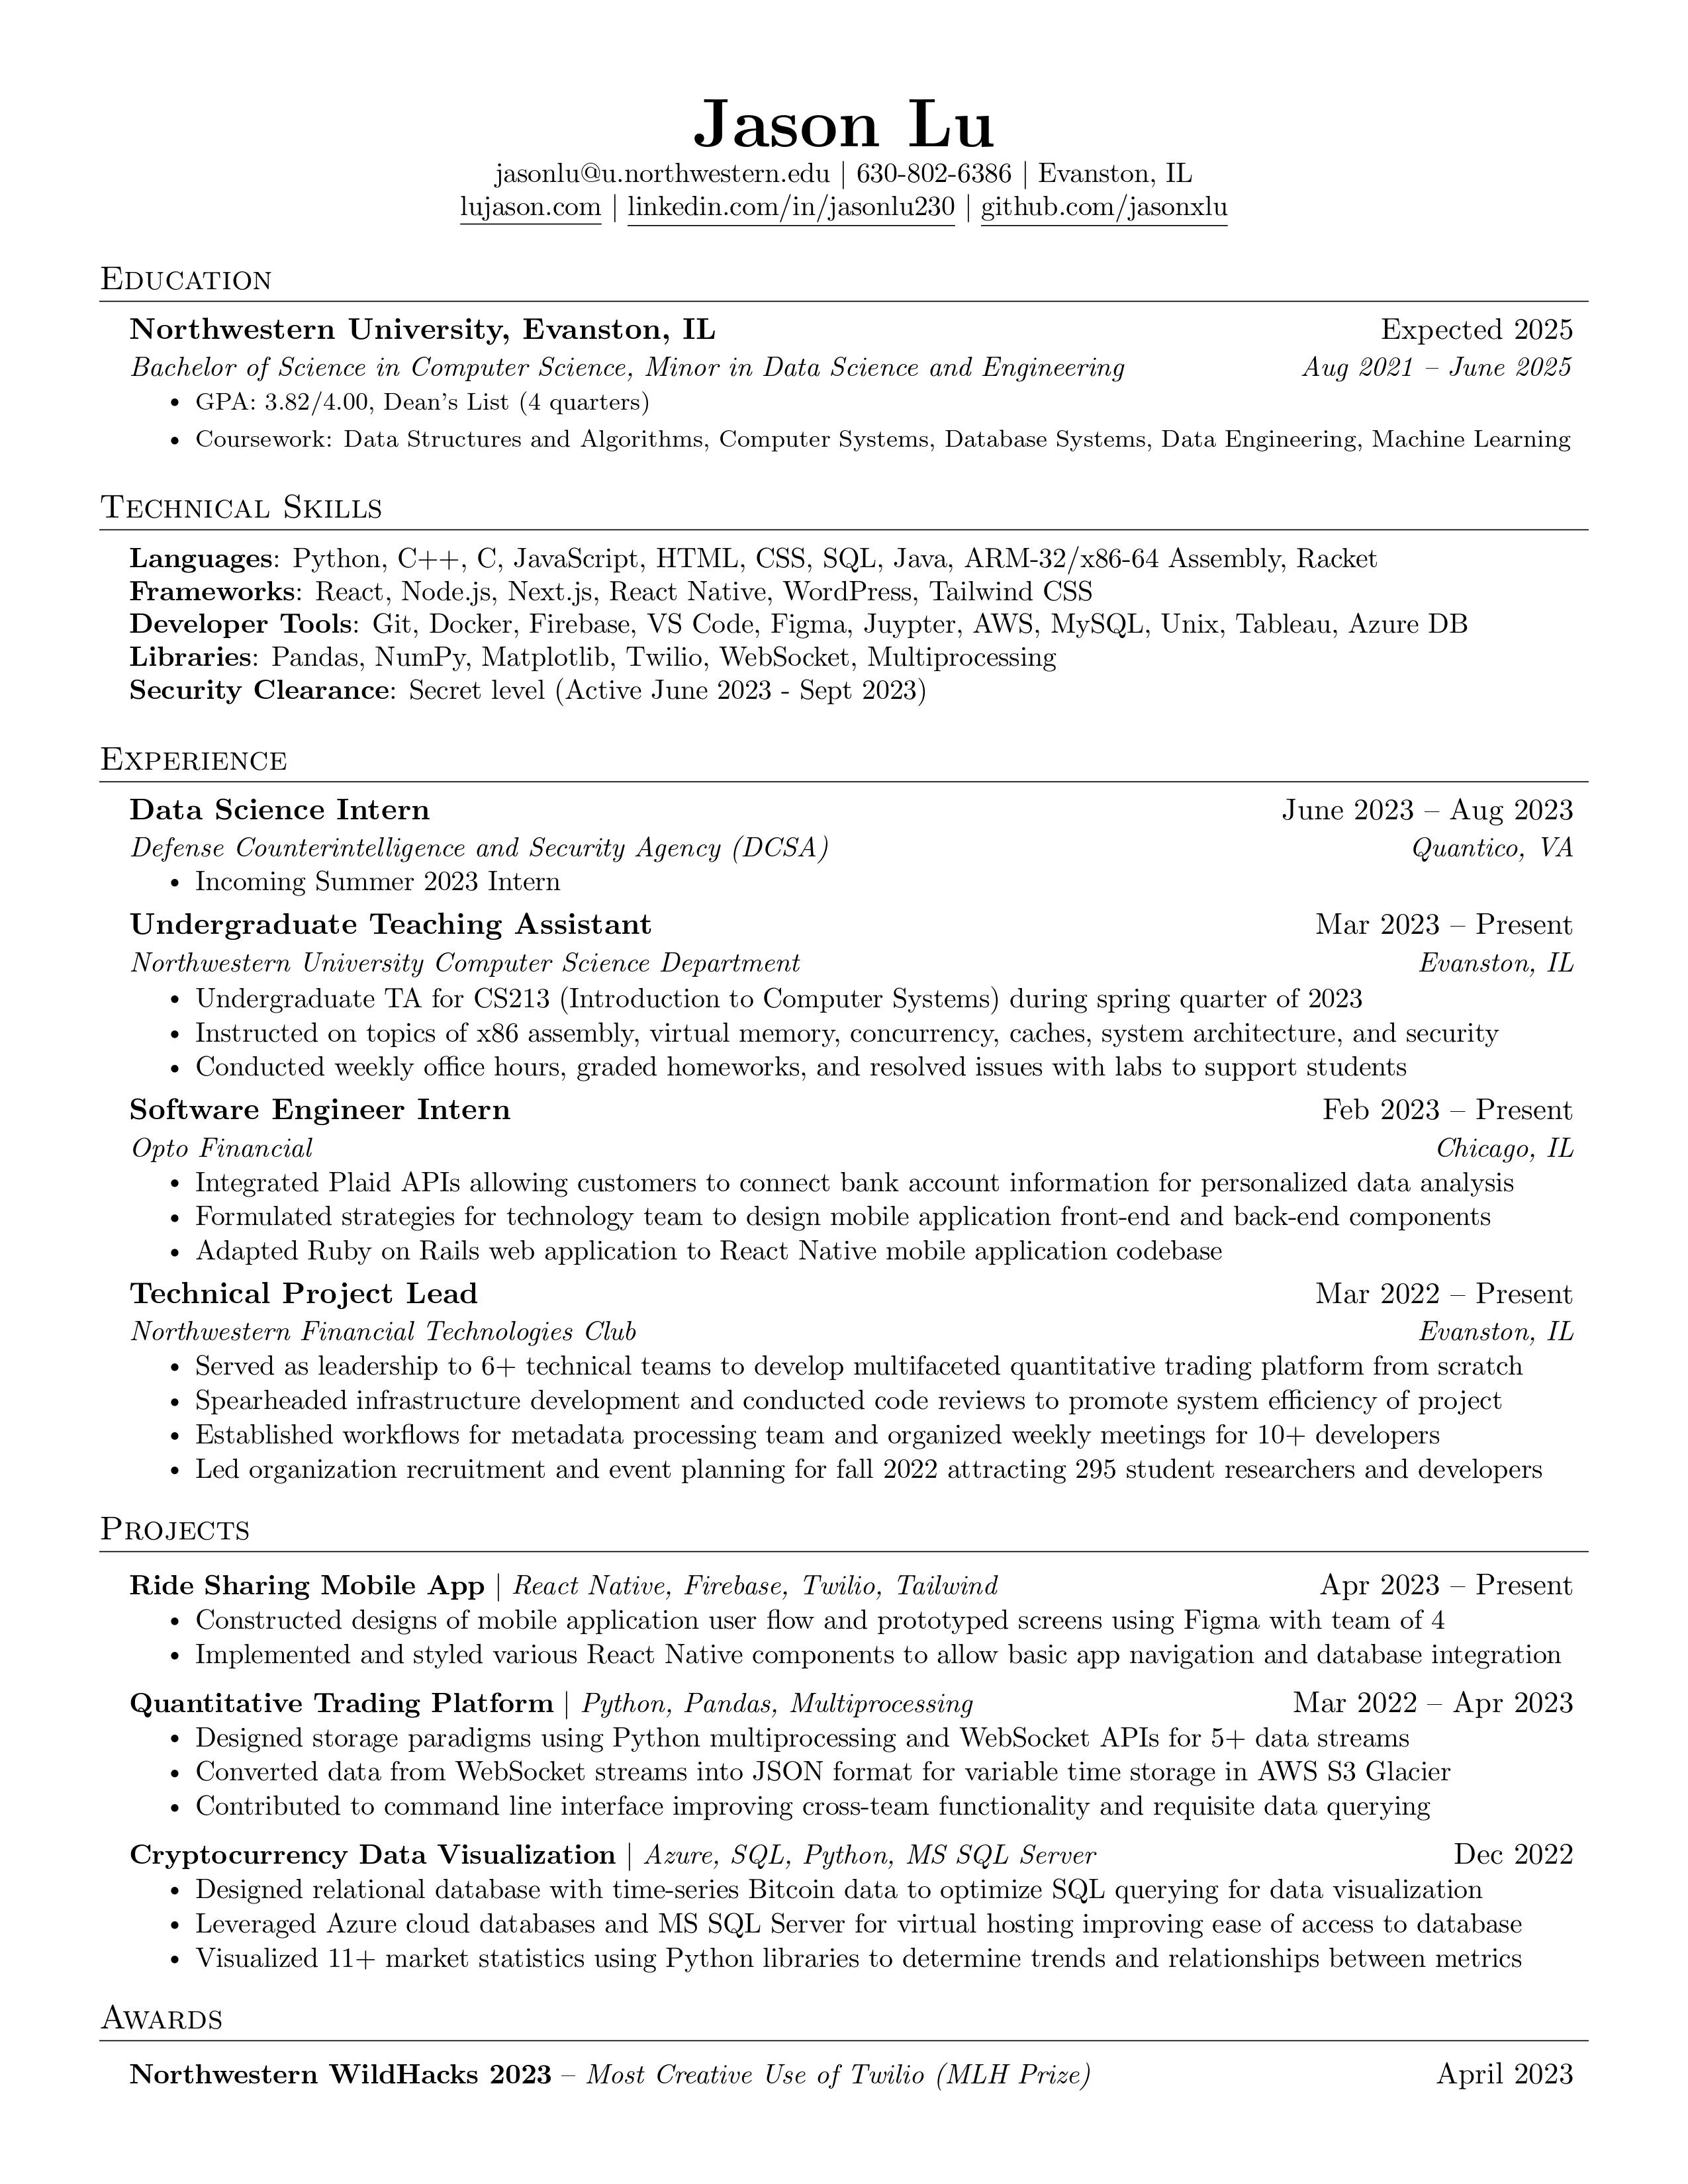 Jason Lu
jasonlu@u.northwestern.edu | 630-802-6386 | Evanston, IL
lujason.com | linkedin.com/in/jasonlu230 | github.com/jasonxlu
Education
Northwestern University, Evanston, IL Expected 2025
Bachelor of Science in Computer Science, Minor in Data Science and Engineering Aug 2021 – June 2025
• GPA: 3.82/4.00, Dean's List (4 quarters)
• Coursework: Data Structures and Algorithms, Computer Systems, Database Systems, Data Engineering, Machine Learning
Technical Skills
Languages: Python, C++, C, JavaScript, HTML, CSS, SQL, Java, ARM-32/x86-64 Assembly, Racket
Frameworks: React, Node.js, Next.js, React Native, WordPress, Tailwind CSS
Developer Tools: Git, Docker, Firebase, VS Code, Figma, Juypter, AWS, MySQL, Unix, Tableau, Azure DB
Libraries: Pandas, NumPy, Matplotlib, Twilio, WebSocket, Multiprocessing
Security Clearance: Secret level (Active June 2023 - Sept 2023)
Experience
Data Science Intern June 2023 – Aug 2023
Defense Counterintelligence and Security Agency (DCSA) Quantico, VA
• Incoming Summer 2023 Intern
Undergraduate Teaching Assistant Mar 2023 – Present
Northwestern University Computer Science Department Evanston, IL
• Undergraduate TA for CS213 (Introduction to Computer Systems) during spring quarter of 2023
• Instructed on topics of x86 assembly, virtual memory, concurrency, caches, system architecture, and security
• Conducted weekly office hours, graded homeworks, and resolved issues with labs to support students
Software Engineer Intern Feb 2023 – Present
Opto Financial Chicago, IL
• Integrated Plaid APIs allowing customers to connect bank account information for personalized data analysis
• Formulated strategies for technology team to design mobile application front-end and back-end components
• Adapted Ruby on Rails web application to React Native mobile application codebase
Technical Project Lead Mar 2022 – Present
Northwestern Financial Technologies Club Evanston, IL
• Served as leadership to 6+ technical teams to develop multifaceted quantitative trading platform from scratch
• Spearheaded infrastructure development and conducted code reviews to promote system efficiency of project
• Established workflows for metadata processing team and organized weekly meetings for 10+ developers
• Led organization recruitment and event planning for fall 2022 attracting 295 student researchers and developers
Projects
Ride Sharing Mobile App | React Native, Firebase, Twilio, Tailwind Apr 2023 – Present
• Constructed designs of mobile application user flow and prototyped screens using Figma with team of 4
• Implemented and styled various React Native components to allow basic app navigation and database integration
Quantitative Trading Platform | Python, Pandas, Multiprocessing Mar 2022 – Apr 2023
• Designed storage paradigms using Python multiprocessing and WebSocket APIs for 5+ data streams
• Converted data from WebSocket streams into JSON format for variable time storage in AWS S3 Glacier
• Contributed to command line interface improving cross-team functionality and requisite data querying
Cryptocurrency Data Visualization | Azure, SQL, Python, MS SQL Server Dec 2022
• Designed relational database with time-series Bitcoin data to optimize SQL querying for data visualization
• Leveraged Azure cloud databases and MS SQL Server for virtual hosting improving ease of access to database
• Visualized 11+ market statistics using Python libraries to determine trends and relationships between metrics
Awards
Northwestern WildHacks 2023 – Most Creative Use of Twilio (MLH Prize) April 2023